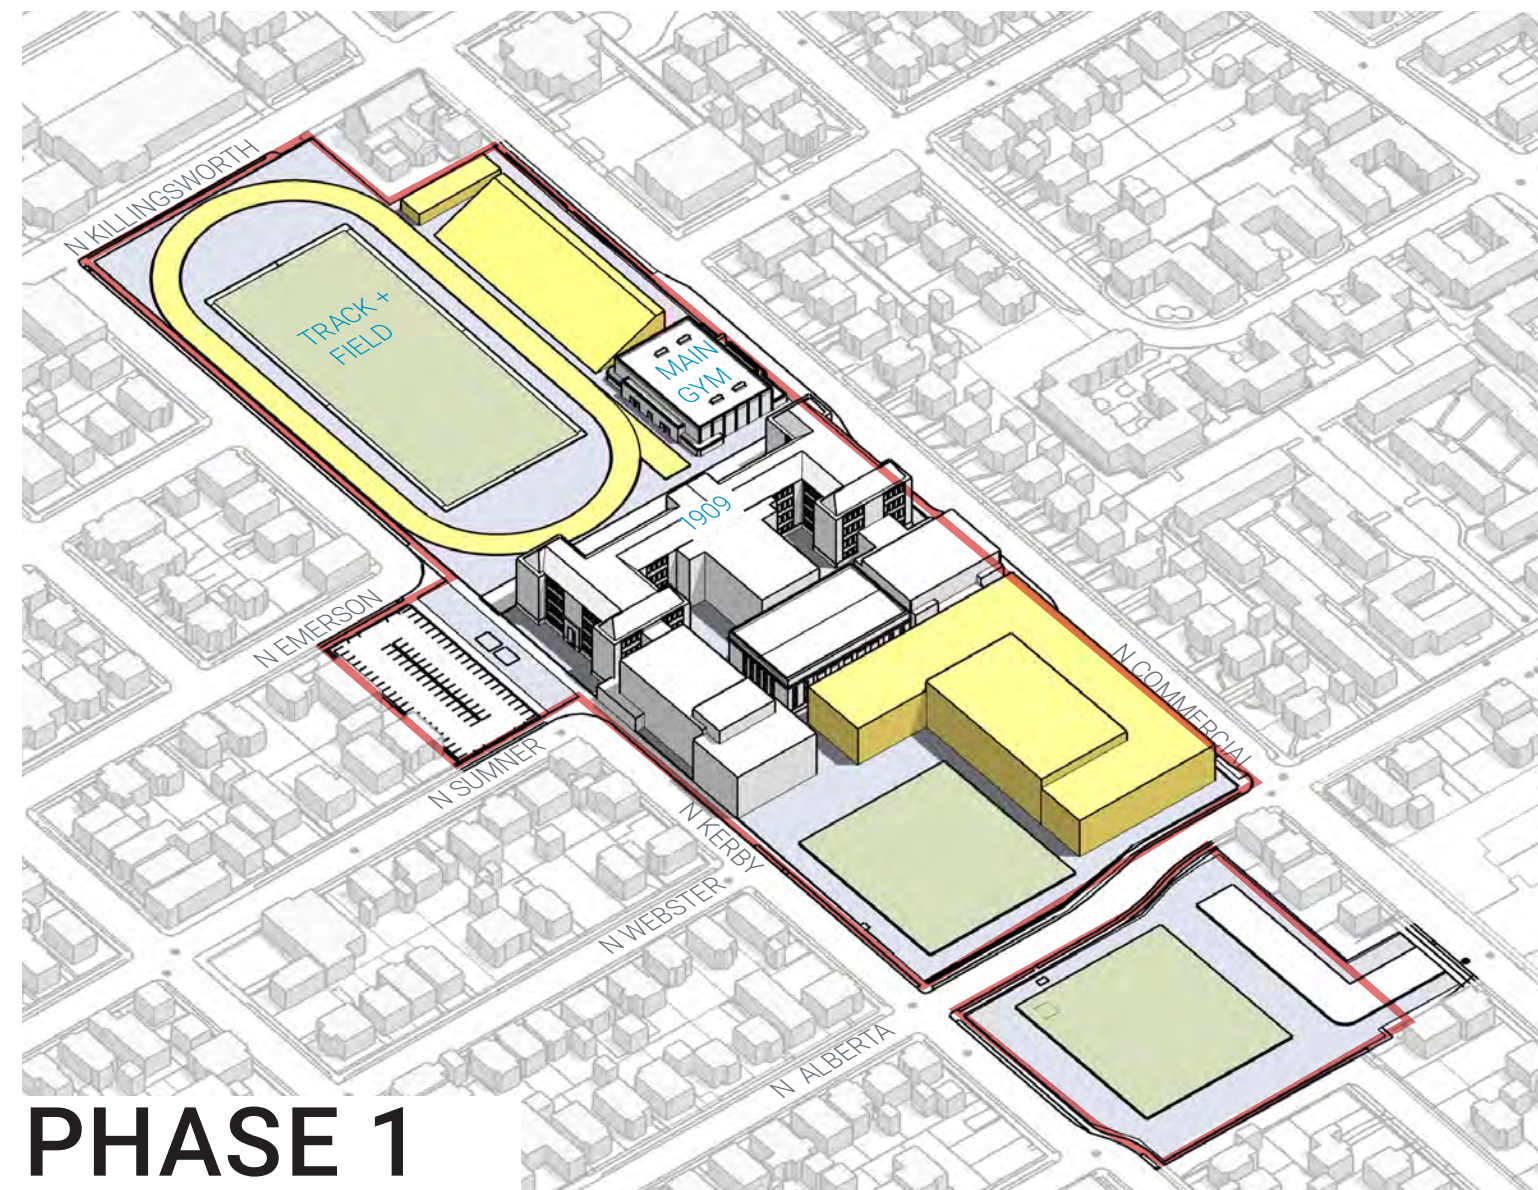 N KILLINGSWORTH
TRACK +
FIELD
MAIN
GYM
1909
N EMERSON
N COMMERCIAL
N SUMNER
N KERBY
N WEBSTER
N ALBERTA
PHASE 1